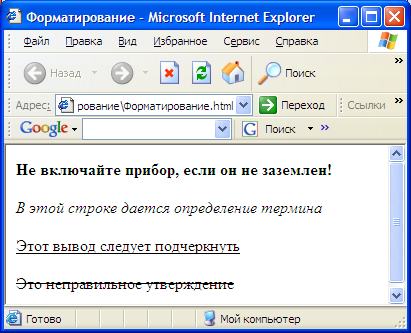 Форматирование - Microsoft Internet Explorer
Файл Правка Вид Избранное Сервис Справка
Назад Поиск
Адрес: рование\Форматирование.html Переход Ссылки
Google G Поиск
Не включайте прибор, если он не заземлен!
В этой строке дается определение термина
Этот вывод следует подчеркнуть
Это неправильное утверждение
Готово Мой компьютер